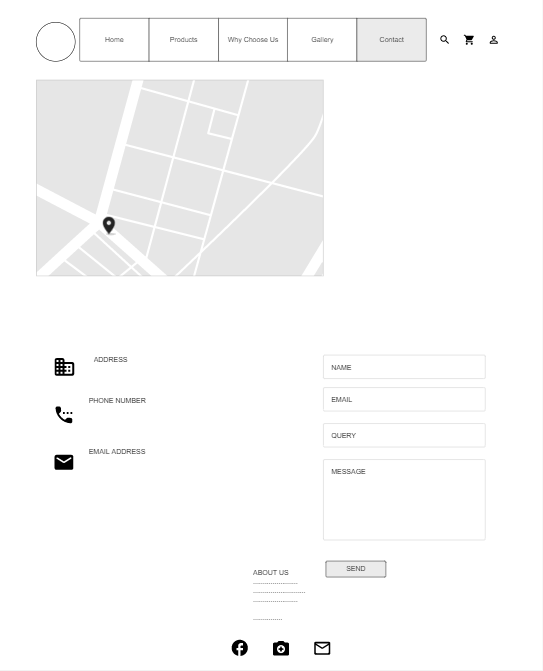 Home
Products
Why Choose Us
Gallery
Contact
ADDRESS
PHONE NUMBER
EMAIL ADDRESS
NAME
EMAIL
QUERY
MESSAGE
SEND
ABOUT US